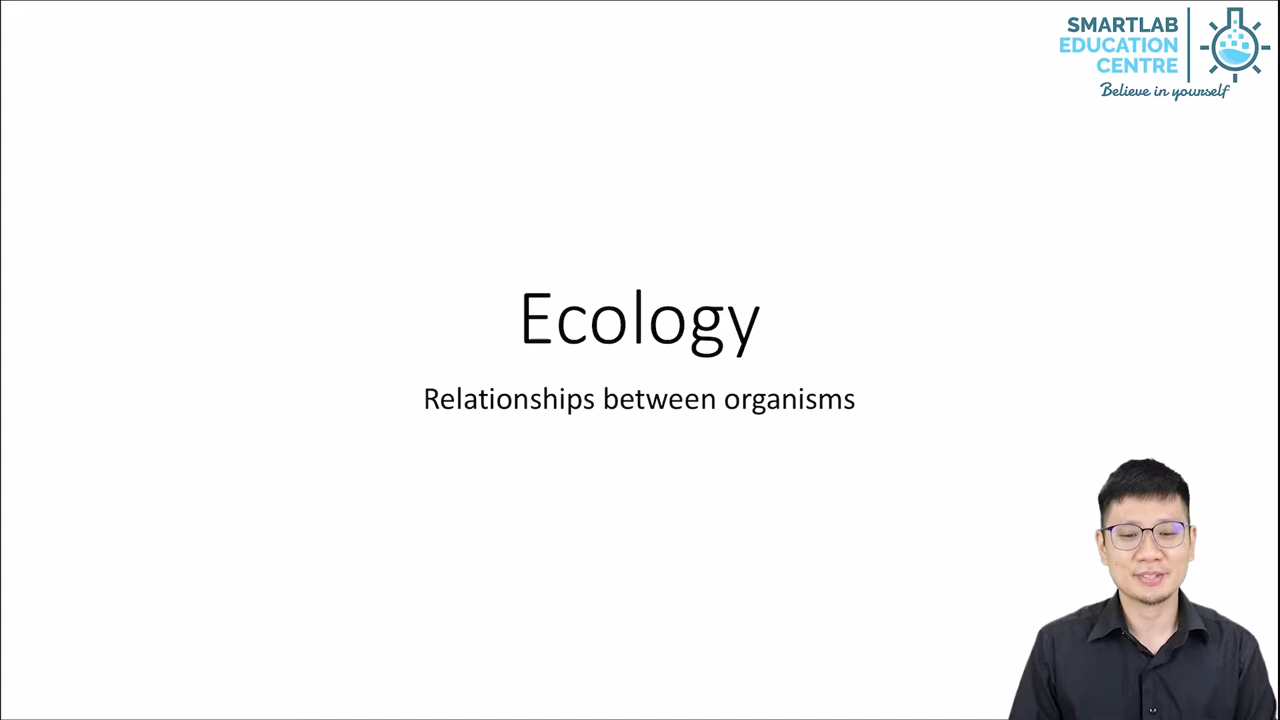 SMARTLAB
EDUCATION
CENTRE
Believe in yourself
Ecology
Relationships between organisms